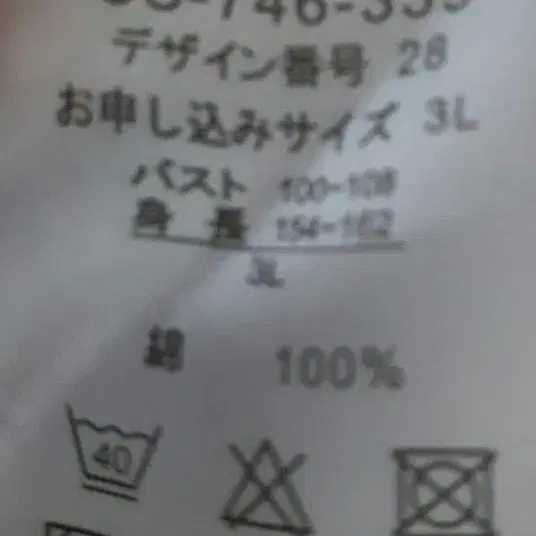 デザイン番号 28
お申し込みサイズ 3L
バスト 100-108
身長 154-162
3L
綿 100%
40